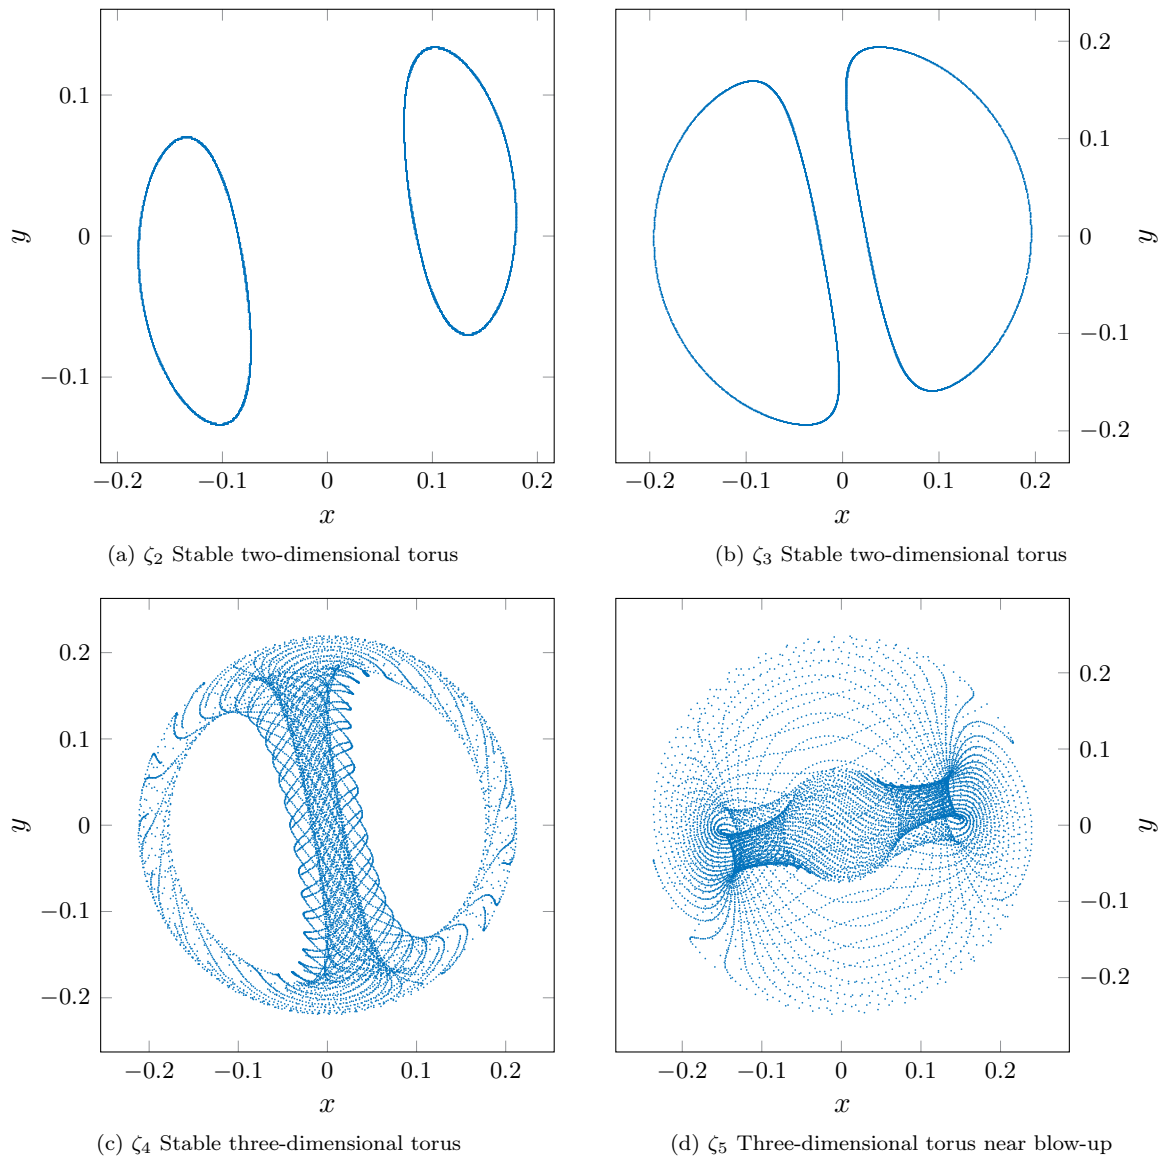 0.1
0
−0.1
y
−0.2 −0.1 0 0.1 0.2
x
(a) ζ2 Stable two-dimensional torus
0.2
0.1
0
−0.1
−0.2
y
−0.2 −0.1 0 0.1
x
(b) ζ3 Stable two-dimensional torus
0.2
0.1
0
−0.1
−0.2
y
−0.2 −0.1 0 0.1 0.2
x
(c) ζ4 Stable three-dimensional torus
0.2
0.1
0
−0.1
−0.2
y
−0.2 −0.1 0 0.1 0.2
x
(d) ζ5 Three-dimensional torus near blow-up